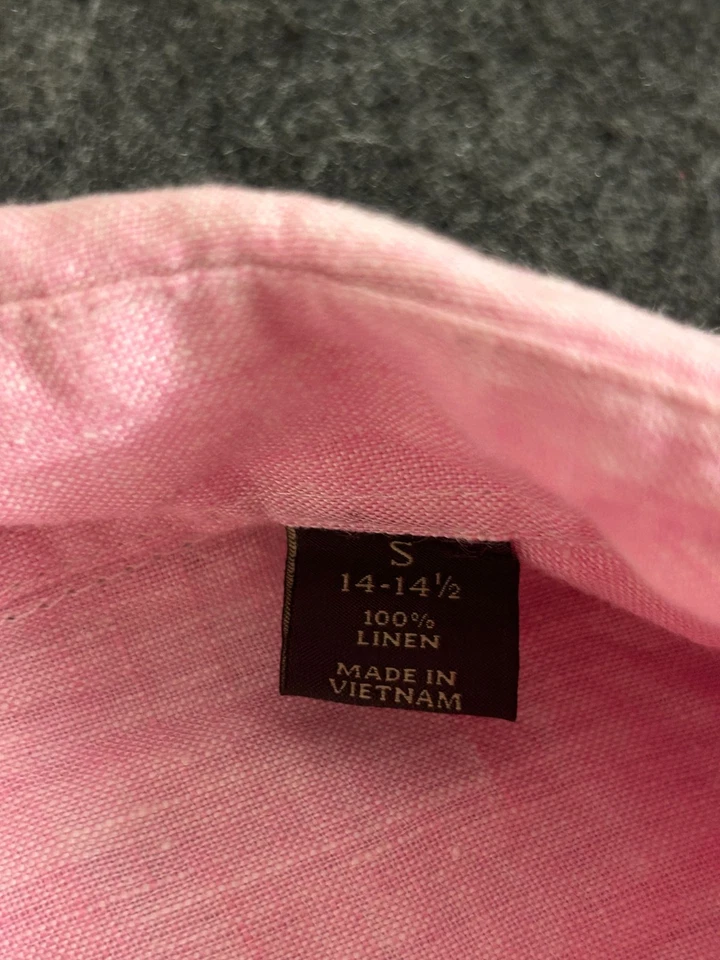 S
14-14½
100%
LINEN
MADE IN
VIETNAM